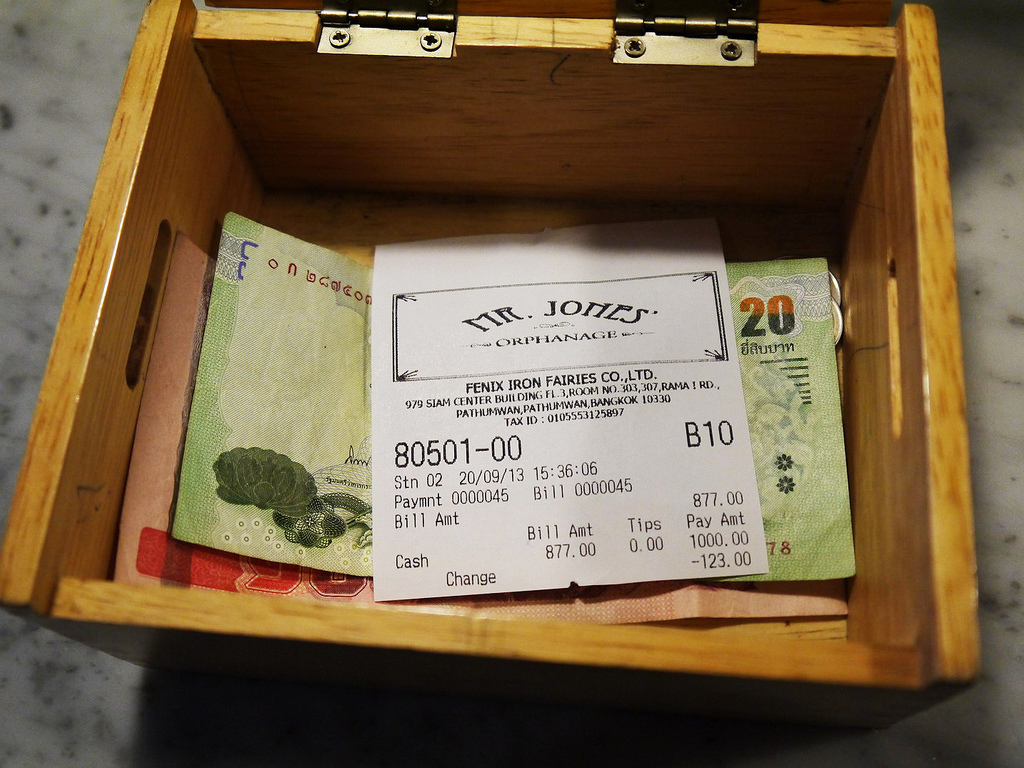 MR. JONES'
ORPHANAGE
FENIX IRON FAIRIES CO.,LTD.
979 SIAM CENTER BUILDING FL.3,ROOM NO.303,307,RAMA I RD.,
PATHUMWAN,PATHUMWAN,BANGKOK 10330
TAX ID : 0105553125897
80501-00 B10
Stn 02 20/09/13 15:36:06
Paymnt 0000045 Bill 0000045
Bill Amt 877.00
Bill Amt Tips Pay Amt
Cash 877.00 0.00 1000.00
Change -123.00
20
ยี่สิบบาท
78